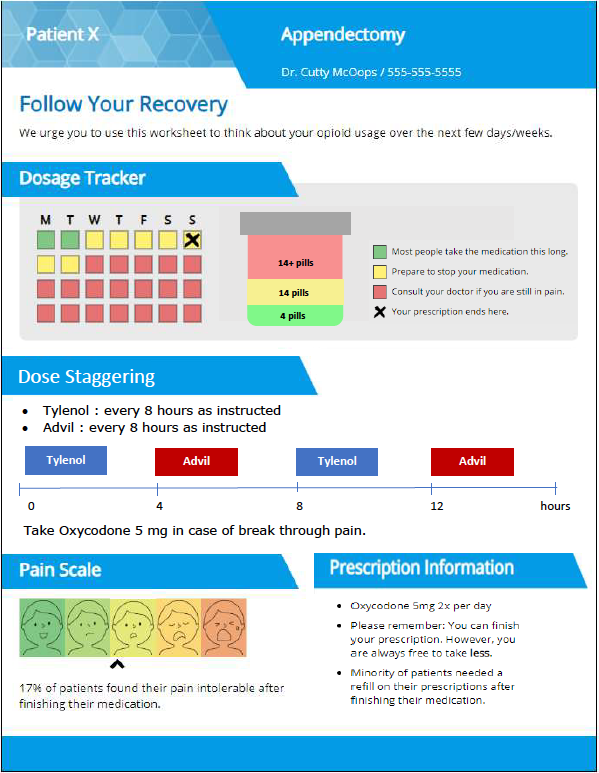 Patient X
Appendectomy
Dr. Cutty McOops / 555-555-5555
Follow Your Recovery
We urge you to use this worksheet to think about your opioid usage over the next few days/weeks.
Dosage Tracker
M T W T F S S
14+ pills
14 pills
4 pills
Most people take the medication this long.
Prepare to stop your medication.
Consult your doctor if you are still in pain.
Your prescription ends here.
Dose Staggering
• Tylenol : every 8 hours as instructed
• Advil : every 8 hours as instructed
Tylenol Advil Tylenol Advil
0 4 8 12 hours
Take Oxycodone 5 mg in case of break through pain.
Pain Scale
17% of patients found their pain intolerable after
finishing their medication.
Prescription Information
• Oxycodone 5mg 2x per day
• Please remember: You can finish
your prescription. However, you
are always free to take less.
• Minority of patients needed a
refill on their prescriptions after
finishing their medication.